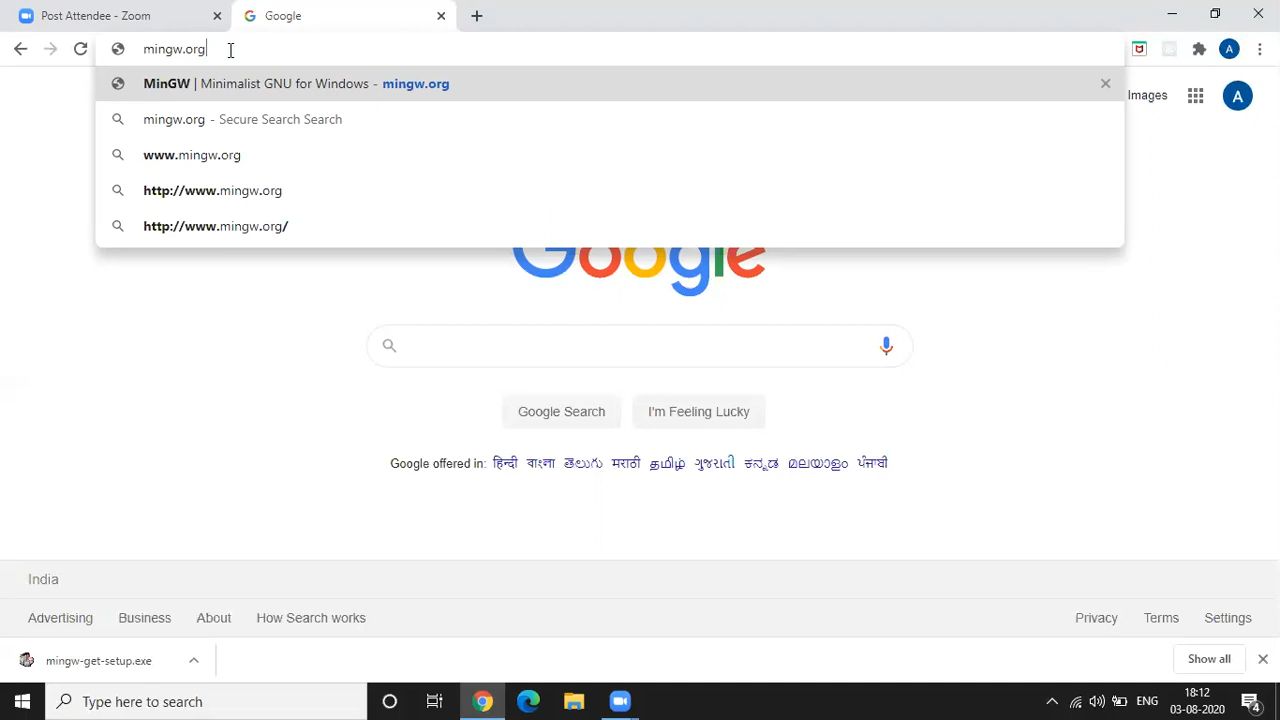 Post Attendee - Zoom
Google
mingw.org
MinGW | Minimalist GNU for Windows - mingw.org
A
mingw.org - Secure Search Search
Images
A
www.mingw.org
http://www.mingw.org
http://www.mingw.org/
Google
Google Search
I'm Feeling Lucky
Google offered in: हिन्दी বাংলা తెలుగు मराठी தமிழ் ગુજરાતી ಕನ್ನಡ മലയാളം ਪੰਜਾਬੀ
India
Advertising Business About How Search works
Privacy Terms Settings
mingw-get-setup.exe
Show all
Type here to search
ENG
18:12
03-08-2020
4